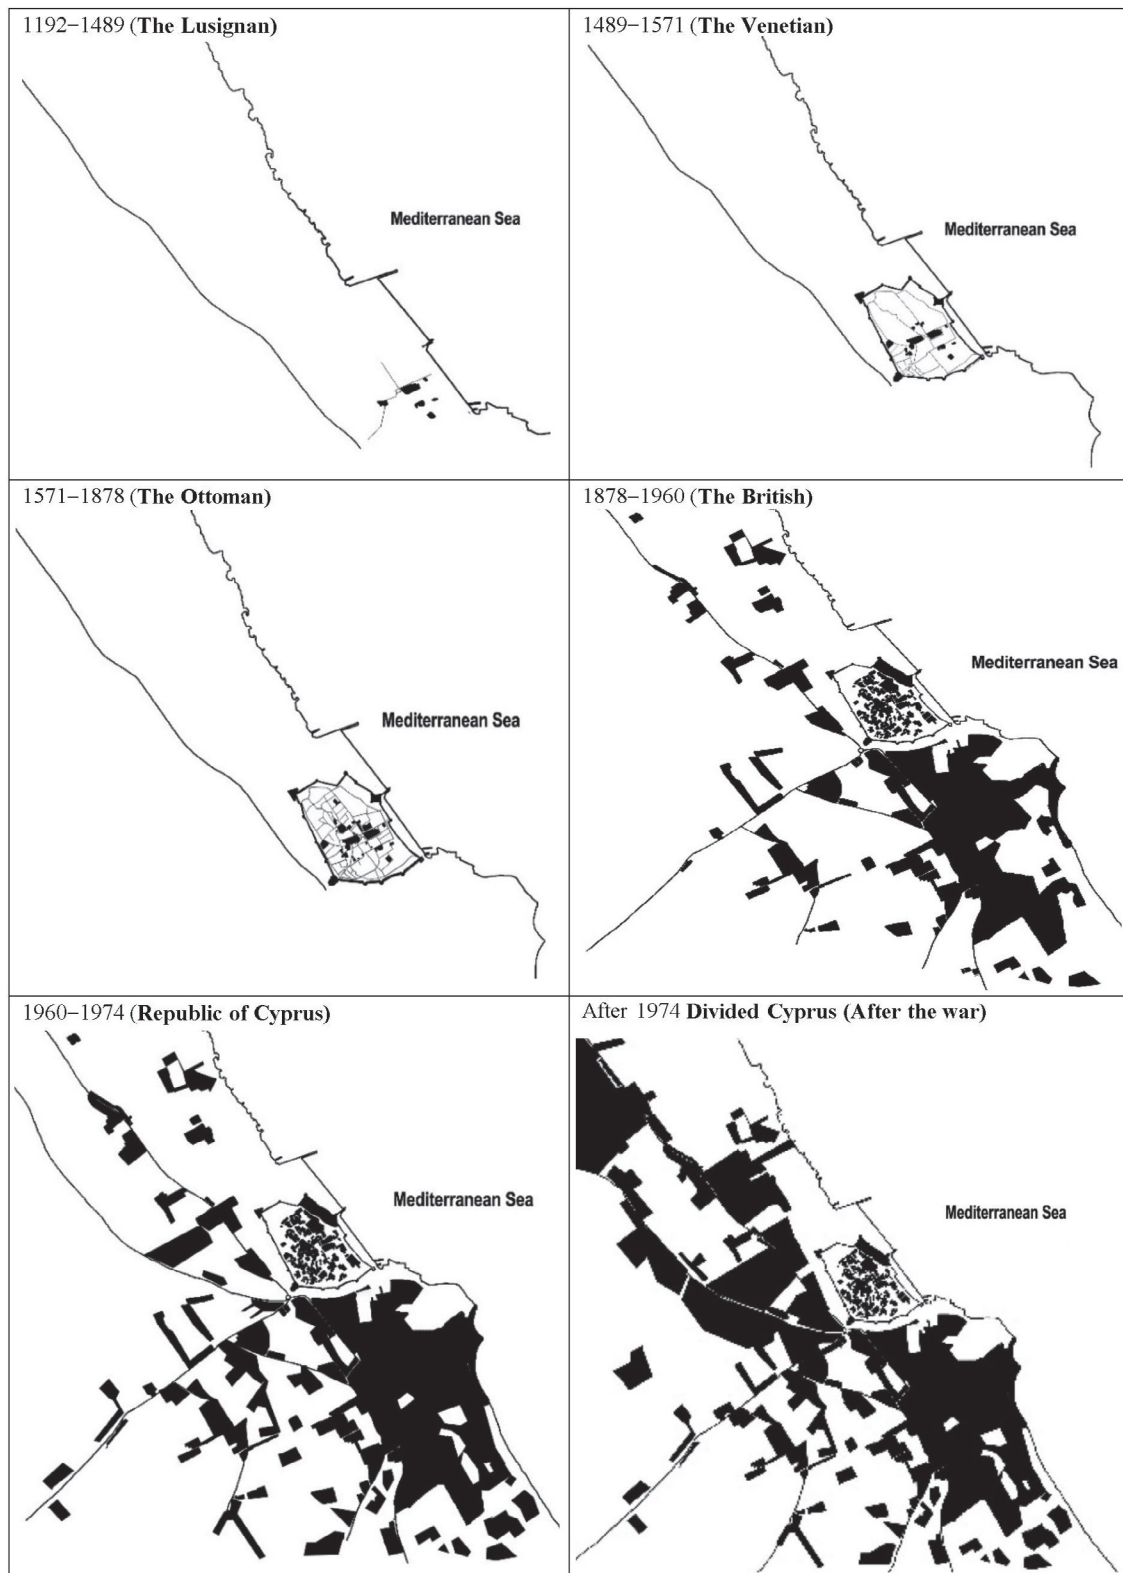 1192–1489 (The Lusignan)
Mediterranean Sea
1489–1571 (The Venetian)
Mediterranean Sea
1571–1878 (The Ottoman)
Mediterranean Sea
1878–1960 (The British)
Mediterranean Sea
1960–1974 (Republic of Cyprus)
Mediterranean Sea
After 1974 Divided Cyprus (After the war)
Mediterranean Sea